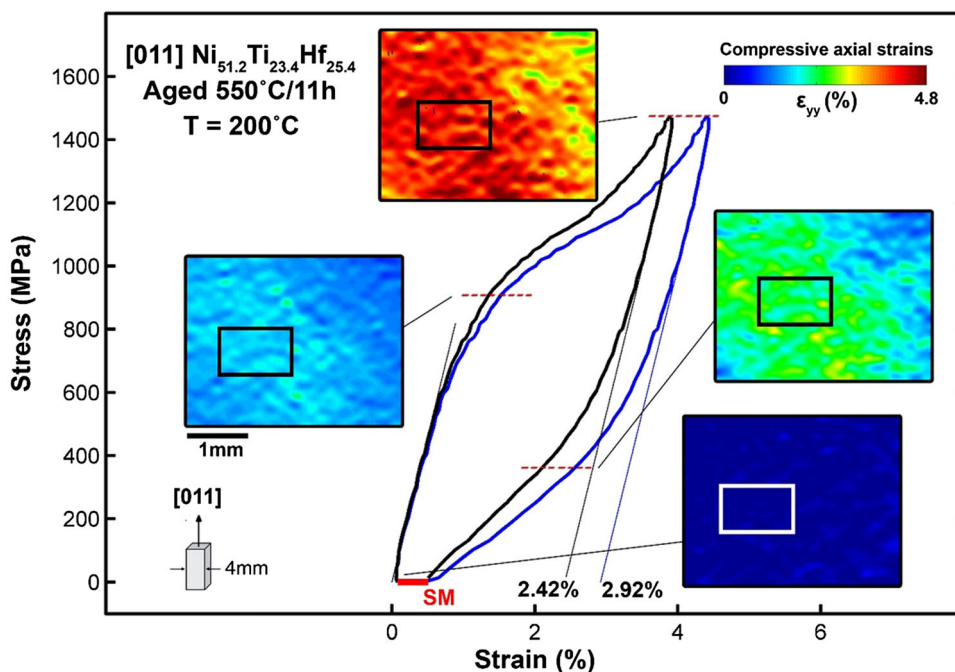 [011] Ni51.2Ti23.4Hf25.4
Aged 550˚C/11h
T = 200˚C
Compressive axial strains
0
εyy (%)
4.8
Stress (MPa)
1600
1400
1200
1000
800
600
400
200
0
1mm
[011]
4mm
SM
2.42%
2.92%
0
2
4
6
Strain (%)